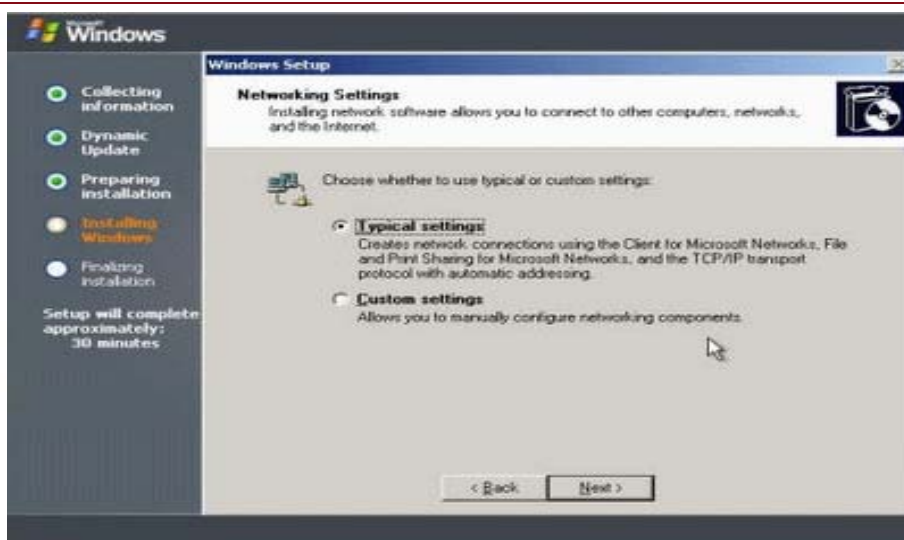 Microsoft
Windows
Windows Setup
Collecting
information
Dynamic
Update
Preparing
installation
Installing
Windows
Finalizing
installation
Setup will complete
approximately:
30 minutes
Networking Settings
Installing network software allows you to connect to other computers, networks,
and the Internet.
Choose whether to use typical or custom settings:
Typical settings
Creates network connections using the Client for Microsoft Networks, File
and Print Sharing for Microsoft Networks, and the TCP/IP transport
protocol with automatic addressing.
Custom settings
Allows you to manually configure networking components.
< Back
Next >